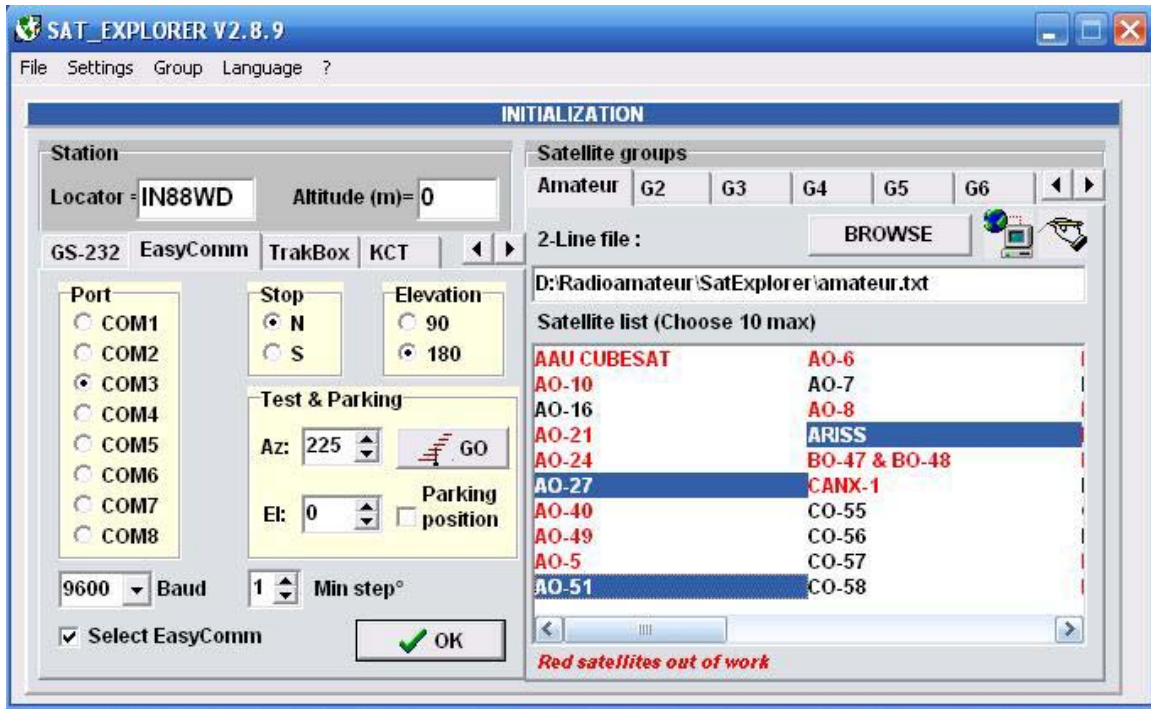 SAT_EXPLORER V2.8.9
File Settings Group Language ?
INITIALIZATION
Station
Locator = IN88WD Altitude (m)= 0
GS-232 EasyComm TrakBox KCT
Port
COM1
COM2
COM3
COM4
COM5
COM6
COM7
COM8
Stop
N
S
Elevation
90
180
Test & Parking
Az: 225 GO
El: 0 Parking position
9600 Baud 1 Min step°
Select EasyComm OK
Satellite groups
Amateur G2 G3 G4 G5 G6
2-Line file : BROWSE
D:\Radioamateur\SatExplorer\amateur.txt
Satellite list (Choose 10 max)
AAU CUBESAT AO-6
AO-10 AO-7
AO-16 AO-8
AO-21 ARISS
AO-24 BO-47 & BO-48
AO-27 CANX-1
AO-40 CO-55
AO-49 CO-56
AO-5 CO-57
AO-51 CO-58
Red satellites out of work